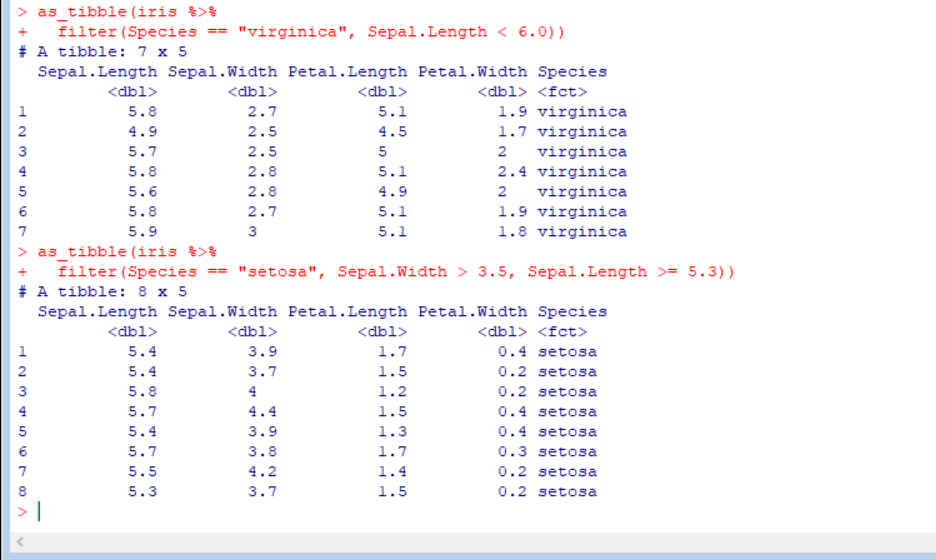 > as_tibble(iris %>%
+   filter(Species == "virginica", Sepal.Length < 6.0))
# A tibble: 7 x 5
  Sepal.Length Sepal.Width Petal.Length Petal.Width Species
         <dbl>       <dbl>        <dbl>       <dbl> <fct>
1          5.8         2.7          5.1         1.9 virginica
2          4.9         2.5          4.5         1.7 virginica
3          5.7         2.5          5           2   virginica
4          5.8         2.8          5.1         2.4 virginica
5          5.6         2.8          4.9         2   virginica
6          5.8         2.7          5.1         1.9 virginica
7          5.9         3            5.1         1.8 virginica
> as_tibble(iris %>%
+   filter(Species == "setosa", Sepal.Width > 3.5, Sepal.Length >= 5.3))
# A tibble: 8 x 5
  Sepal.Length Sepal.Width Petal.Length Petal.Width Species
         <dbl>       <dbl>        <dbl>       <dbl> <fct>
1          5.4         3.9          1.7         0.4 setosa
2          5.4         3.7          1.5         0.2 setosa
3          5.8         4            1.2         0.2 setosa
4          5.7         4.4          1.5         0.4 setosa
5          5.4         3.9          1.3         0.4 setosa
6          5.7         3.8          1.7         0.3 setosa
7          5.5         4.2          1.4         0.2 setosa
8          5.3         3.7          1.5         0.2 setosa
>